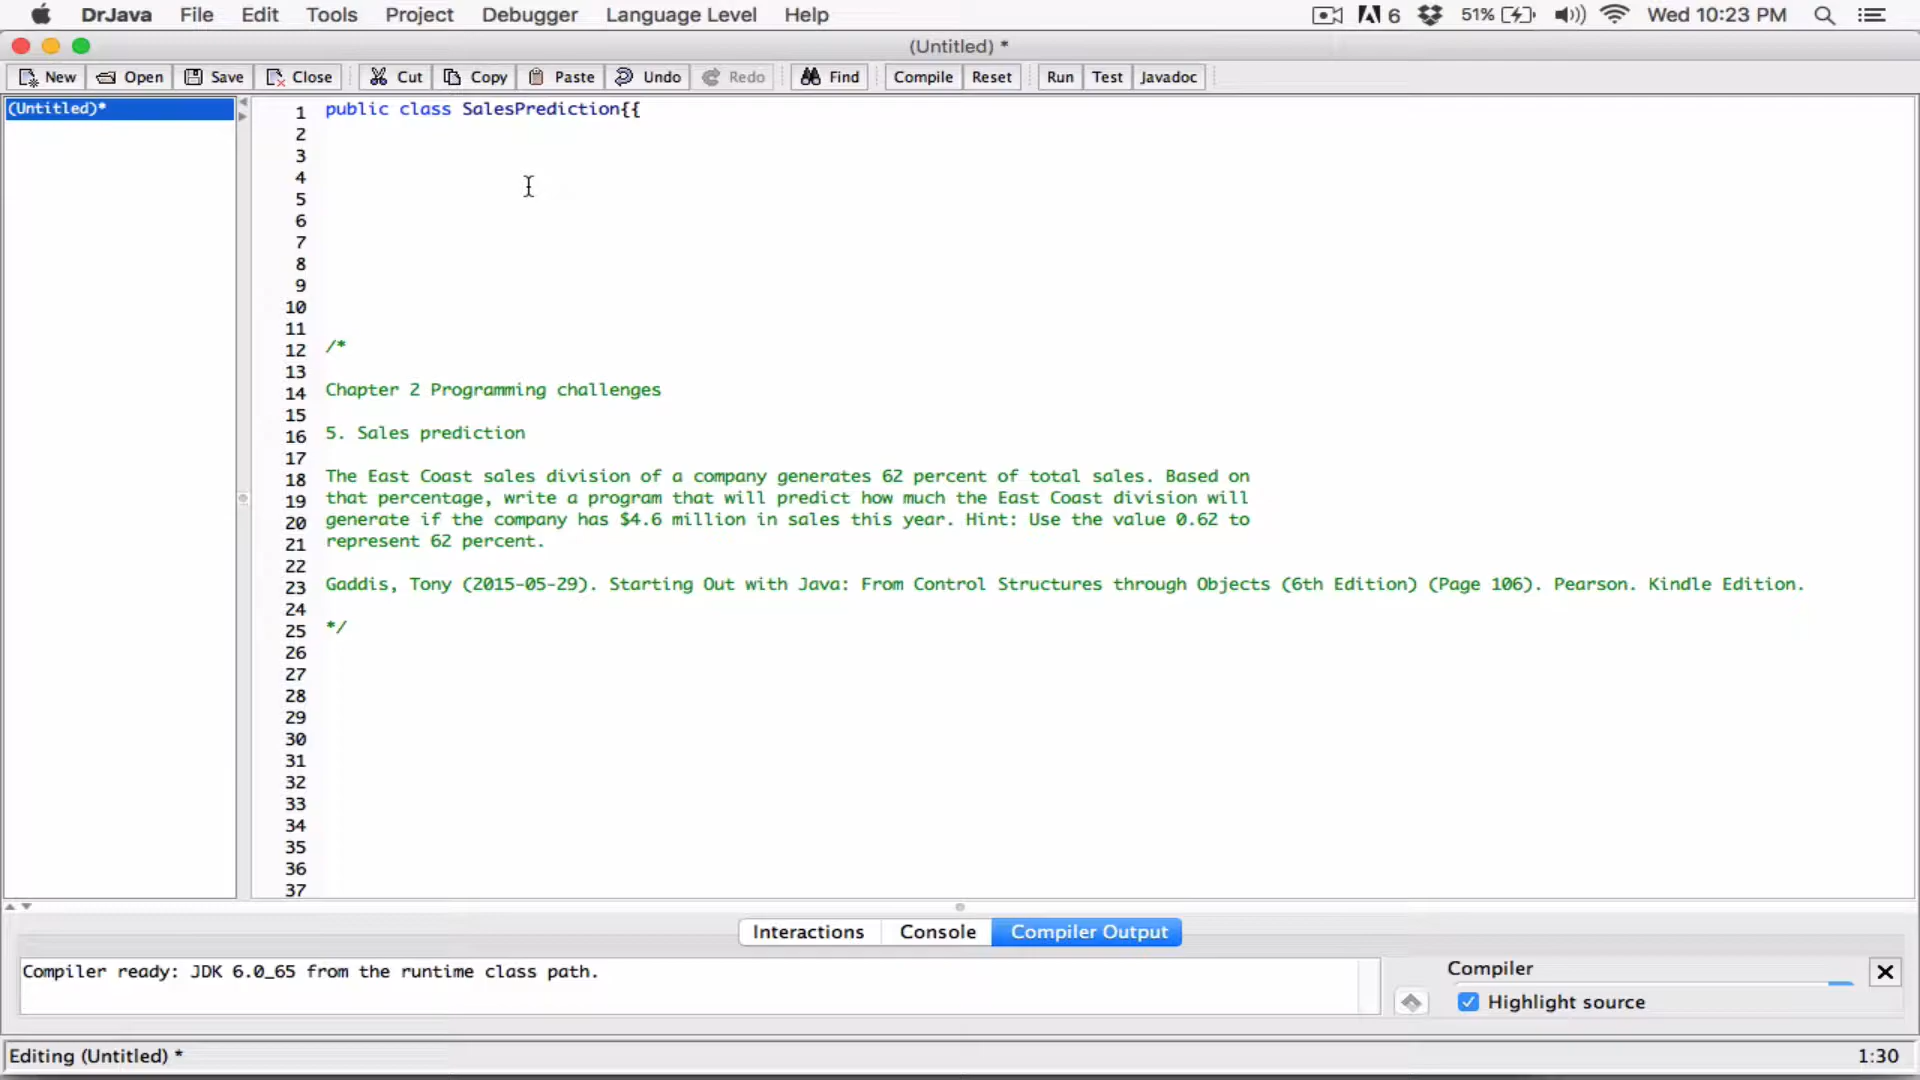 DrJava File Edit Tools Project Debugger Language Level Help 6 51% Wed 10:23 PM
(Untitled) *
New Open Save Close Cut Copy Paste Undo Redo Find Compile Reset Run Test Javadoc
(Untitled)*
1 public class SalesPrediction{{
2
3
4
5
6
7
8
9
10
11
12 /*
13
14 Chapter 2 Programming challenges
15
16 5. Sales prediction
17
18 The East Coast sales division of a company generates 62 percent of total sales. Based on
19 that percentage, write a program that will predict how much the East Coast division will
20 generate if the company has $4.6 million in sales this year. Hint: Use the value 0.62 to
21 represent 62 percent.
22
23 Gaddis, Tony (2015-05-29). Starting Out with Java: From Control Structures through Objects (6th Edition) (Page 106). Pearson. Kindle Edition.
24
25 */
26
27
28
29
30
31
32
33
34
35
36
37
Interactions Console Compiler Output
Compiler ready: JDK 6.0_65 from the runtime class path.
Compiler
Highlight source
Editing (Untitled) *
1:30